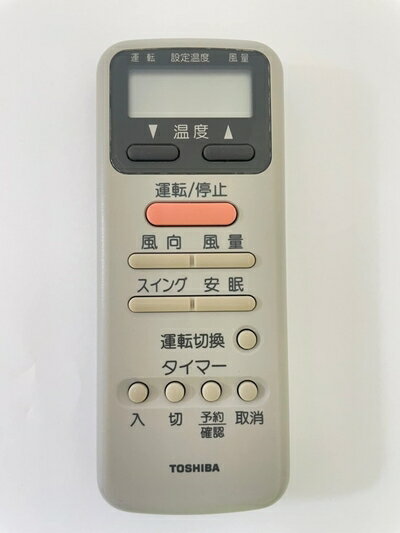 運転 設定温度 風量
▼ 温度 ▲
運転/停止
風向 風量
スイング 安眠
運転切換
タイマー
入 切 予約確認 取消
TOSHIBA